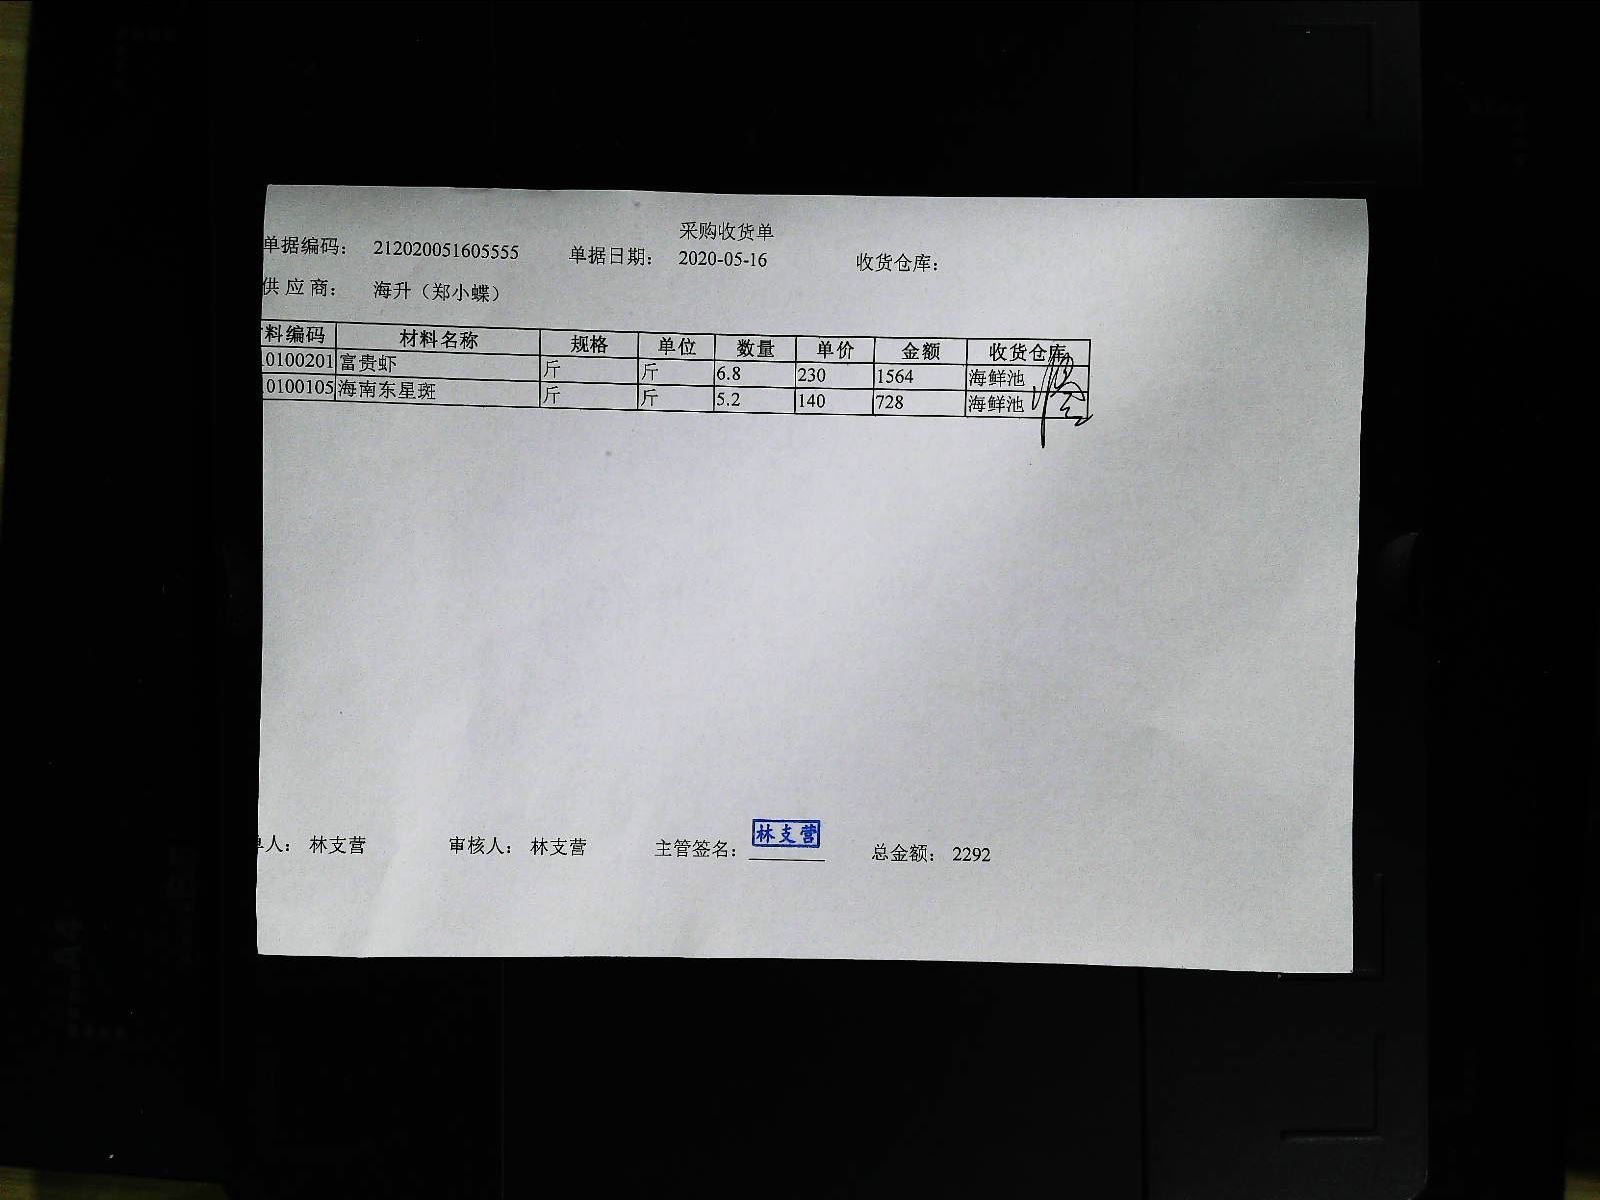 采购收货单
单据编码： 212020051605555 单据日期： 2020-05-16 收货仓库：
供 应 商： 海升（郑小蝶）
料编码 材料名称 规格 单位 数量 单价 金额 收货仓库
0100201 富贵虾 斤 斤 6.8 230 1564 海鲜池
0100105 海南东星斑 斤 斤 5.2 140 728 海鲜池
人： 林支营 审核人： 林支营 主管签名： 林支营 总金额： 2292